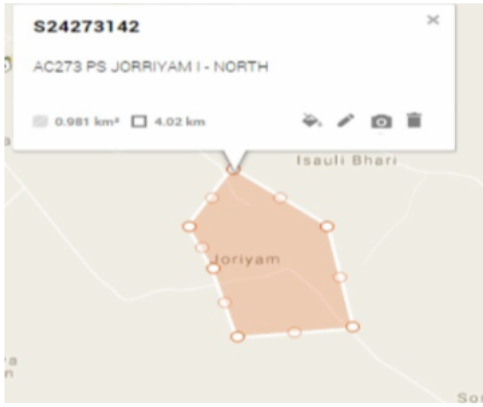 S24273142
AC273 PS JORRIYAM I - NORTH
0.981 km² 4.02 km
Isauli Bhari
Joriyam